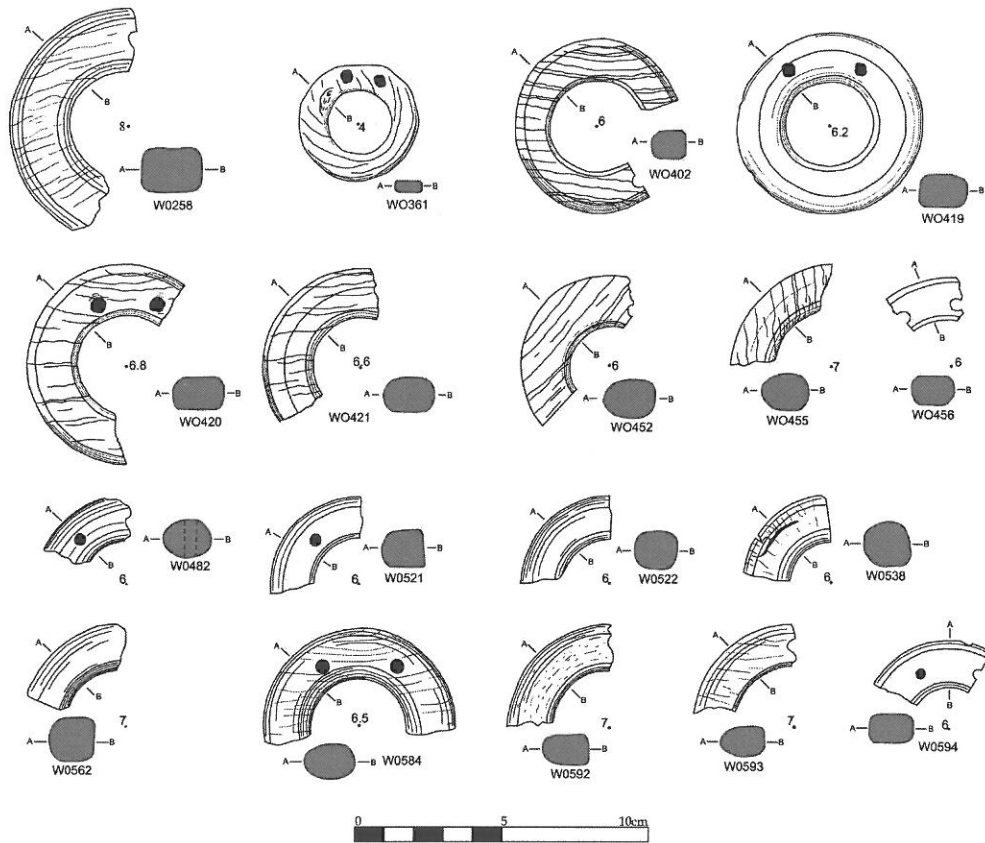 A
B
8
A B
W0258
A
B
4
A B
WO361
A
B
6
A B
WO402
A
B
6.2
A B
WO419
A
B
6.8
A B
WO420
A
B
6.6
A B
WO421
A
B
6
A B
WO452
A
B
7
A B
WO455
A
B
6
A B
WO456
A
B
6
A B
W0482
A
B
6
A B
W0521
A
B
6
A B
W0522
A
B
6
A B
W0538
A
B
7
A B
W0562
A
B
6.5
A B
W0584
A
B
7
A B
W0592
A
B
7
A B
W0593
A
B
6
A B
W0594
0 5 10cm